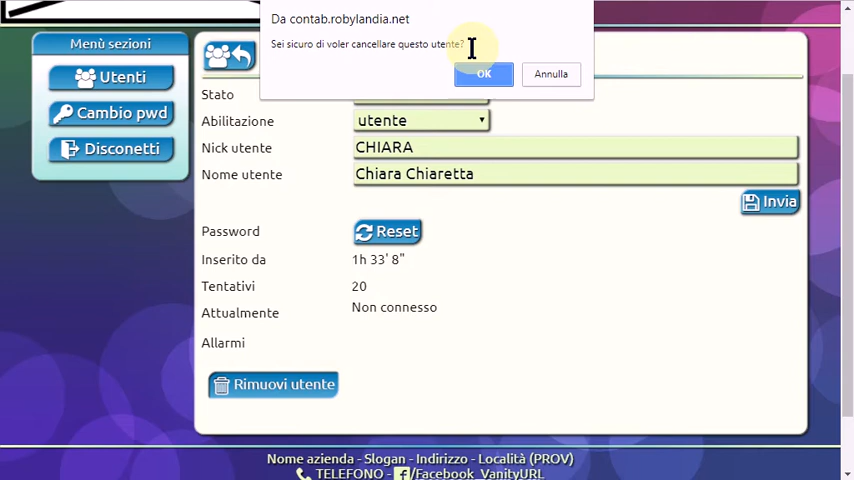 Da contab.robylandia.net
Sei sicuro di voler cancellare questo utente?
OK
Annulla
Menù sezioni
Utenti
Cambio pwd
Disconetti
Stato
Abilitazione
utente
Nick utente
CHIARA
Nome utente
Chiara Chiaretta
Invia
Password
Reset
Inserito da
1h 33' 8"
Tentativi
20
Attualmente
Non connesso
Allarmi
Rimuovi utente
Nome azienda - Slogan - Indirizzo - Località (PROV)
TELEFONO - f/Facebook_VanityURL